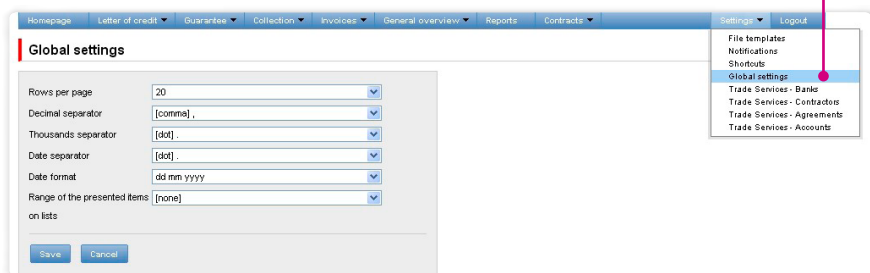 Homepage Letter of credit Guarantee Collection Invoices General overview Reports Contracts Settings Logout
File templates
Notifications
Shortcuts
Global settings
Trade Services - Banks
Trade Services - Contractors
Trade Services - Agreements
Trade Services - Accounts
Global settings
Rows per page 20
Decimal separator [comma] ,
Thousands separator [dot] .
Date separator [dot] .
Date format dd mm yyyy
Range of the presented items [none]
on lists
Save Cancel